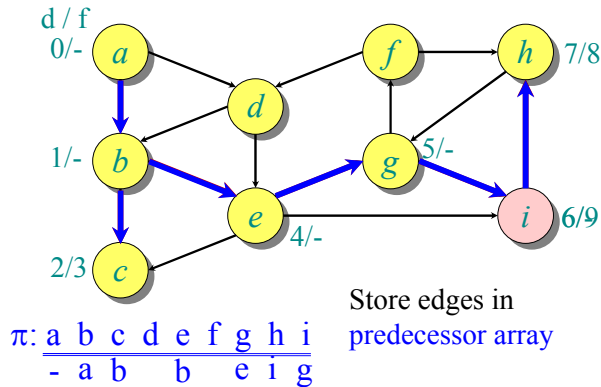 d / f
0/-
a
f
h
7/8
d
1/-
b
g
5/-
e
4/-
i
6/9
2/3
c
Store edges in
predecessor array
π: a b c d e f g h i
- a b b e i g